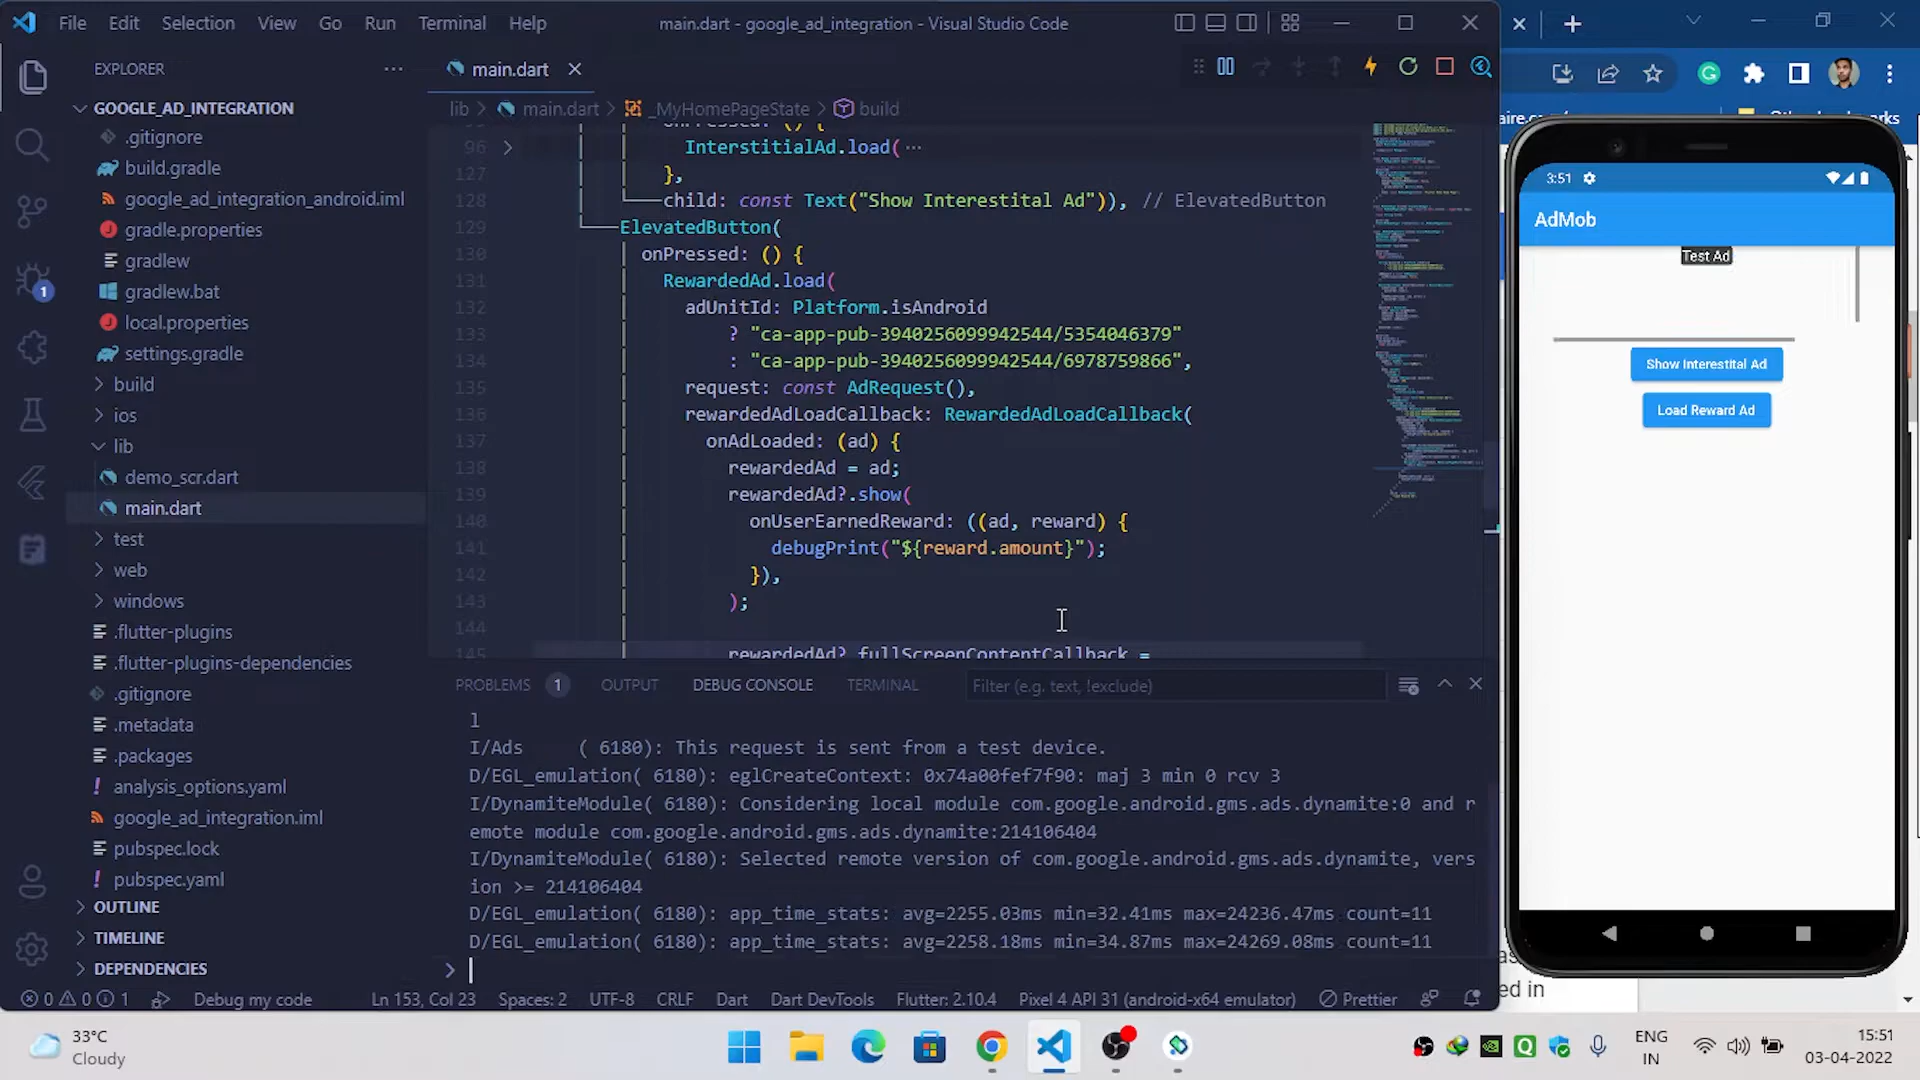 File Edit Selection View Go Run Terminal Help
main.dart - google_ad_integration - Visual Studio Code
EXPLORER
GOOGLE_AD_INTEGRATION
.gitignore
build.gradle
google_ad_integration_android.iml
gradle.properties
gradlew
gradlew.bat
local.properties
settings.gradle
build
ios
lib
demo_scr.dart
main.dart
test
web
windows
.flutter-plugins
.flutter-plugins-dependencies
.gitignore
.metadata
.packages
analysis_options.yaml
google_ad_integration.iml
pubspec.lock
pubspec.yaml
OUTLINE
TIMELINE
DEPENDENCIES
1
main.dart
lib > main.dart > _MyHomePageState > build
onPressed: () {
96 InterstitialAd.load(…
127 },
128 child: const Text("Show Interestital Ad")), // ElevatedButton
129 ElevatedButton(
130 onPressed: () {
131 RewardedAd.load(
132 adUnitId: Platform.isAndroid
133 ? "ca-app-pub-3940256099942544/5354046379"
134 : "ca-app-pub-3940256099942544/6978759866",
135 request: const AdRequest(),
136 rewardedAdLoadCallback: RewardedAdLoadCallback(
137 onAdLoaded: (ad) {
138 rewardedAd = ad;
139 rewardedAd?.show(
140 onUserEarnedReward: ((ad, reward) {
141 debugPrint("${reward.amount}");
142 }),
143 );
144
145 rewardedAd?.fullScreenContentCallback =
PROBLEMS 1 OUTPUT DEBUG CONSOLE TERMINAL Filter (e.g. text, !exclude)
l
I/Ads ( 6180): This request is sent from a test device.
D/EGL_emulation( 6180): eglCreateContext: 0x74a00fef7f90: maj 3 min 0 rcv 3
I/DynamiteModule( 6180): Considering local module com.google.android.gms.ads.dynamite:0 and r
emote module com.google.android.gms.ads.dynamite:214106404
I/DynamiteModule( 6180): Selected remote version of com.google.android.gms.ads.dynamite, vers
ion >= 214106404
D/EGL_emulation( 6180): app_time_stats: avg=2255.03ms min=32.41ms max=24236.47ms count=11
D/EGL_emulation( 6180): app_time_stats: avg=2258.18ms min=34.87ms max=24269.08ms count=11
>
0 0 1 Debug my code Ln 153, Col 23 Spaces: 2 UTF-8 CRLF Dart Dart DevTools Flutter: 2.10.4 Pixel 4 API 31 (android-x64 emulator) Prettier
3:51
AdMob
Test Ad
Show Interestital Ad
Load Reward Ad
ed in
33°C
Cloudy
ENG
IN
15:51
03-04-2022